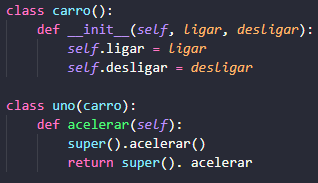 class carro():
    def __init__(self, ligar, desligar):
        self.ligar = ligar
        self.desligar = desligar

class uno(carro):
    def acelerar(self):
        super().acelerar()
        return super(). acelerar